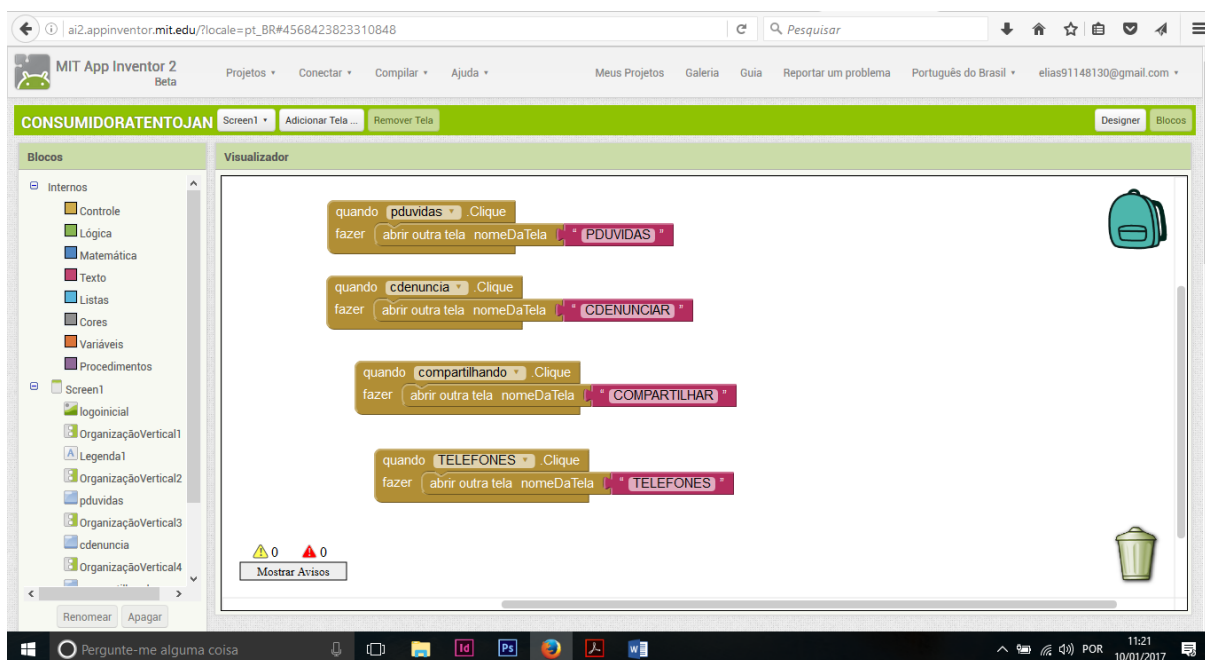 ai2.appinventor.mit.edu/?locale=pt_BR#4568423823310848
Pesquisar
MIT App Inventor 2
Beta
Projetos Conectar Compilar Ajuda Meus Projetos Galeria Guia Reportar um problema Português do Brasil elias91148130@gmail.com
CONSUMIDORATENTOJAN Screen1 Adicionar Tela ... Remover Tela Designer Blocos
Blocos
Visualizador
Internos
Controle
Lógica
Matemática
Texto
Listas
Cores
Variáveis
Procedimentos
Screen1
logoinicial
OrganizaçãoVertical1
A Legenda1
OrganizaçãoVertical2
pduvidas
OrganizaçãoVertical3
cdenuncia
OrganizaçãoVertical4
Renomear Apagar
quando pduvidas .Clique
fazer abrir outra tela nomeDaTela " PDUVIDAS "
quando cdenuncia .Clique
fazer abrir outra tela nomeDaTela " CDENUNCIAR "
quando compartilhando .Clique
fazer abrir outra tela nomeDaTela " COMPARTILHAR "
quando TELEFONES .Clique
fazer abrir outra tela nomeDaTela " TELEFONES "
0 0
Mostrar Avisos
Pergunte-me alguma coisa
Id Ps W
POR
11:21
10/01/2017